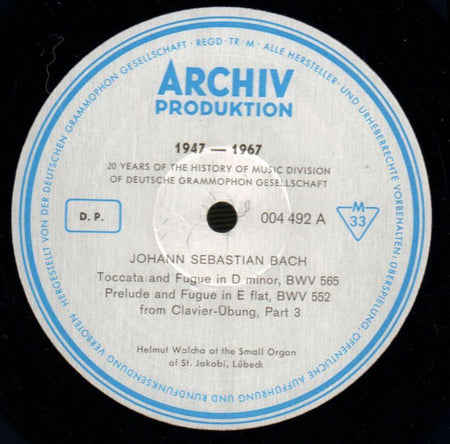 HERGESTELLT VON DER DEUTSCHEN GRAMMOPHON GESELLSCHAFT · REGD · TR · M · ALLE HERSTELLER- UND URHEBERRECHTE VORBEHALTEN · ÜBERSPIELUNG, ÖFFENTLICHE AUFFÜHRUNG UND RUNDFUNKSENDUNG VERBOTEN ·
ARCHIV
PRODUKTION
1947 — 1967
20 YEARS OF THE HISTORY OF MUSIC DIVISION
OF DEUTSCHE GRAMMOPHON GESELLSCHAFT
D. P.
004 492 A
M
33
JOHANN SEBASTIAN BACH
Toccata and Fugue in D minor, BWV 565
Prelude and Fugue in E flat, BWV 552
from Clavier-Übung, Part 3
Helmut Walcha at the Small Organ
of St. Jakobi, Lübeck